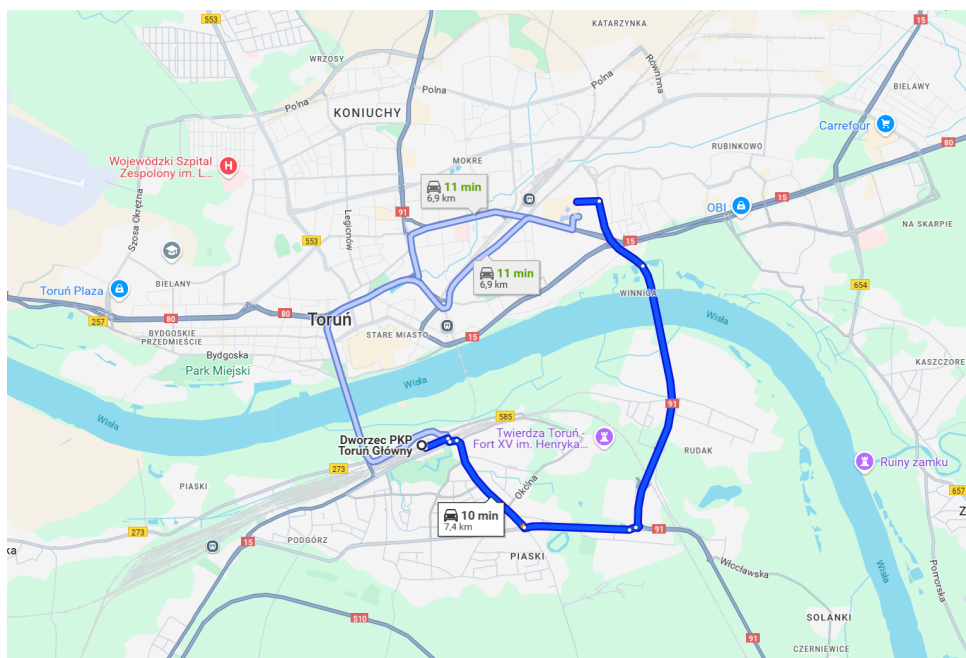 553
KATARZYNKA
15
WRZOSY
Polna
KONIUCHY
Polna
Polna
Równinna
BIELAWY
Carrefour
80
Wojewódzki Szpital
Zespolony im. L...
MOKRE
RUBINKOWO
11 min
6,9 km
15
OBI
Szosa Okrężna
Legionów
91
553
15
NA SKARPIE
11 min
6,9 km
Toruń Plaza
BIELANY
WINNICA
654
80
80
Toruń
257
BYDGOSKIE
PRZEDMIEŚCIE
STARE MIASTO
15
Wisła
Bydgoska
Park Miejski
KASZCZOREK
Wisła
Wisła
91
585
Dworzec PKP
Toruń Główny
Twierdza Toruń -
Fort XV im. Henryka...
RUDAK
Ruiny zamku
273
PIASKI
Okólna
657
Z
10 min
7,4 km
273
15
PODGÓRZ
91
ka
PIASKI
Włocławska
Wisła
Pomorska
S10
SOLANKI
91
CZERNIEWICE